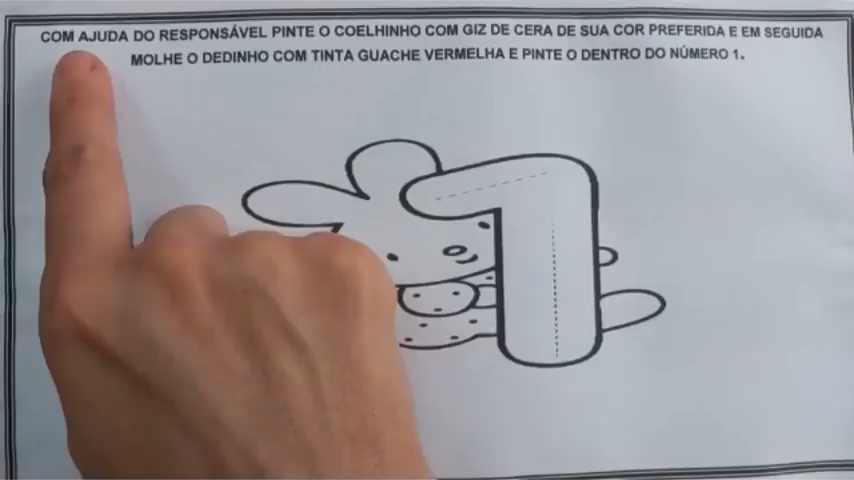 COM AJUDA DO RESPONSÁVEL PINTE O COELHINHO COM GIZ DE CERA DE SUA COR PREFERIDA E EM SEGUIDA
MOLHE O DEDINHO COM TINTA GUACHE VERMELHA E PINTE O DENTRO DO NÚMERO 1.